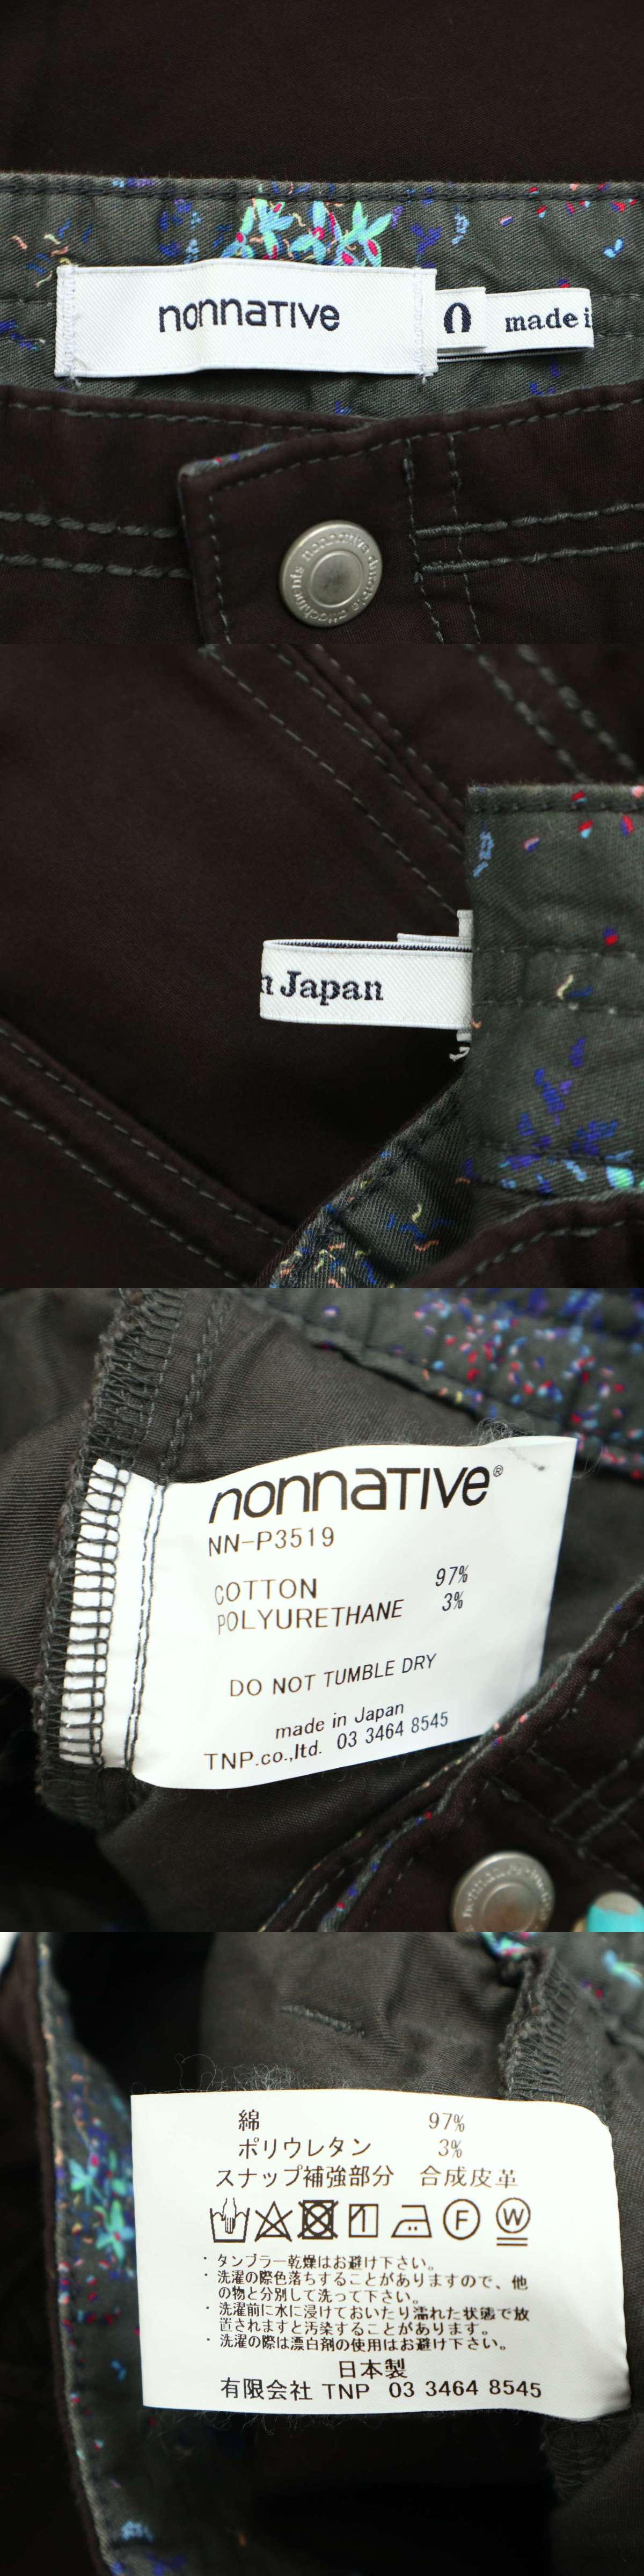 nonnative
0
made i
nonnative
n Japan
nonnative®
NN-P3519
COTTON 97%
POLYURETHANE 3%
DO NOT TUMBLE DRY
made in Japan
TNP.co.,ltd. 03 3464 8545
nonnative
綿 97%
ポリウレタン 3%
スナップ補強部分 合成皮革
F W
・タンブラー乾燥はお避け下さい。
・洗濯の際色落ちすることがありますので、他
の物と分別して洗って下さい。
・洗濯前に水に浸けておいたり濡れた状態で放
置されますと汚染することがあります。
・洗濯の際は漂白剤の使用はお避け下さい。
日本製
有限会社 TNP 03 3464 8545